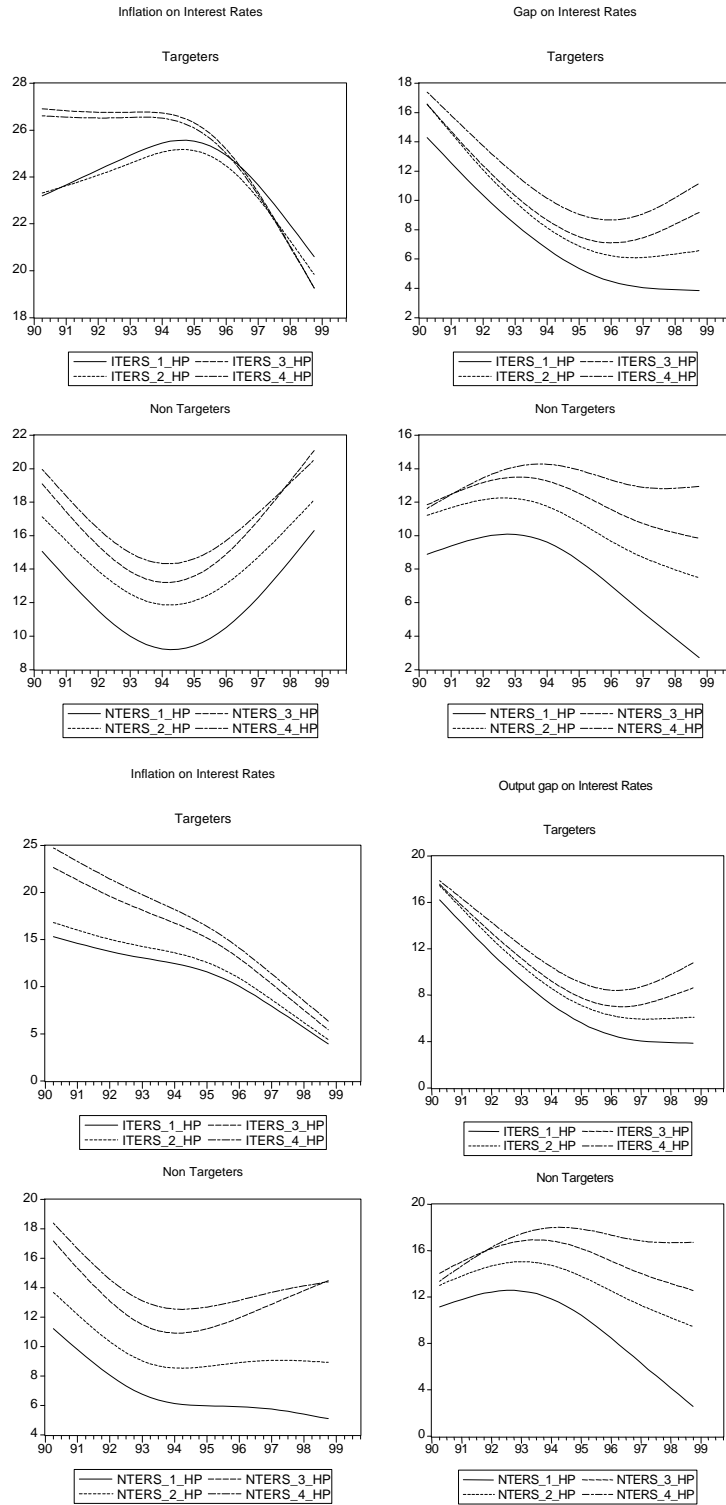 Inflation on Interest Rates
Targeters
28
26
24
22
20
18
90 91 92 93 94 95 96 97 98 99
ITERS_1_HP ITERS_3_HP
ITERS_2_HP ITERS_4_HP
Gap on Interest Rates
Targeters
18
16
14
12
10
8
6
4
2
90 91 92 93 94 95 96 97 98 99
ITERS_1_HP ITERS_3_HP
ITERS_2_HP ITERS_4_HP
Non Targeters
22
20
18
16
14
12
10
8
90 91 92 93 94 95 96 97 98 99
NTERS_1_HP NTERS_3_HP
NTERS_2_HP NTERS_4_HP
Non Targeters
16
14
12
10
8
6
4
2
90 91 92 93 94 95 96 97 98 99
NTERS_1_HP NTERS_3_HP
NTERS_2_HP NTERS_4_HP
Inflation on Interest Rates
Targeters
25
20
15
10
5
0
90 91 92 93 94 95 96 97 98 99
ITERS_1_HP ITERS_3_HP
ITERS_2_HP ITERS_4_HP
Output gap on Interest Rates
Targeters
20
16
12
8
4
0
90 91 92 93 94 95 96 97 98 99
ITERS_1_HP ITERS_3_HP
ITERS_2_HP ITERS_4_HP
Non Targeters
20
18
16
14
12
10
8
6
4
90 91 92 93 94 95 96 97 98 99
NTERS_1_HP NTERS_3_HP
NTERS_2_HP NTERS_4_HP
Non Targeters
20
16
12
8
4
0
90 91 92 93 94 95 96 97 98 99
NTERS_1_HP NTERS_3_HP
NTERS_2_HP NTERS_4_HP